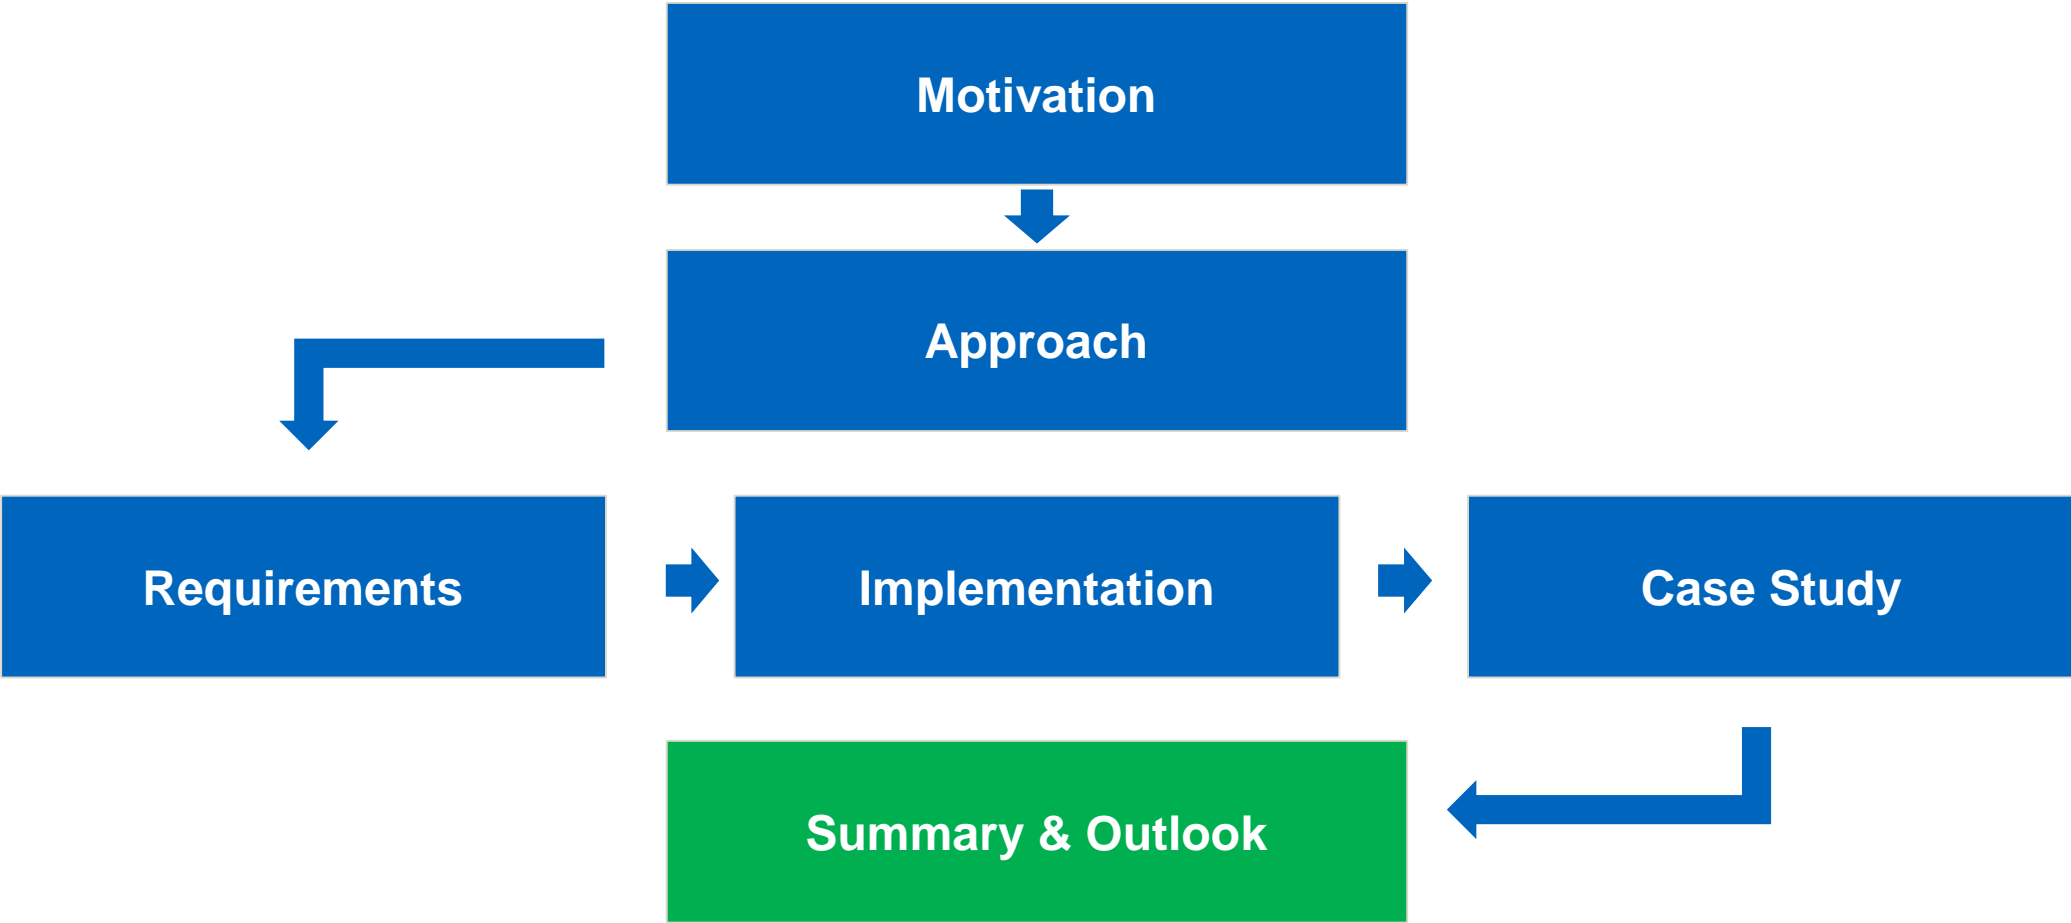 Motivation
Approach
Requirements
Implementation
Case Study
Summary & Outlook